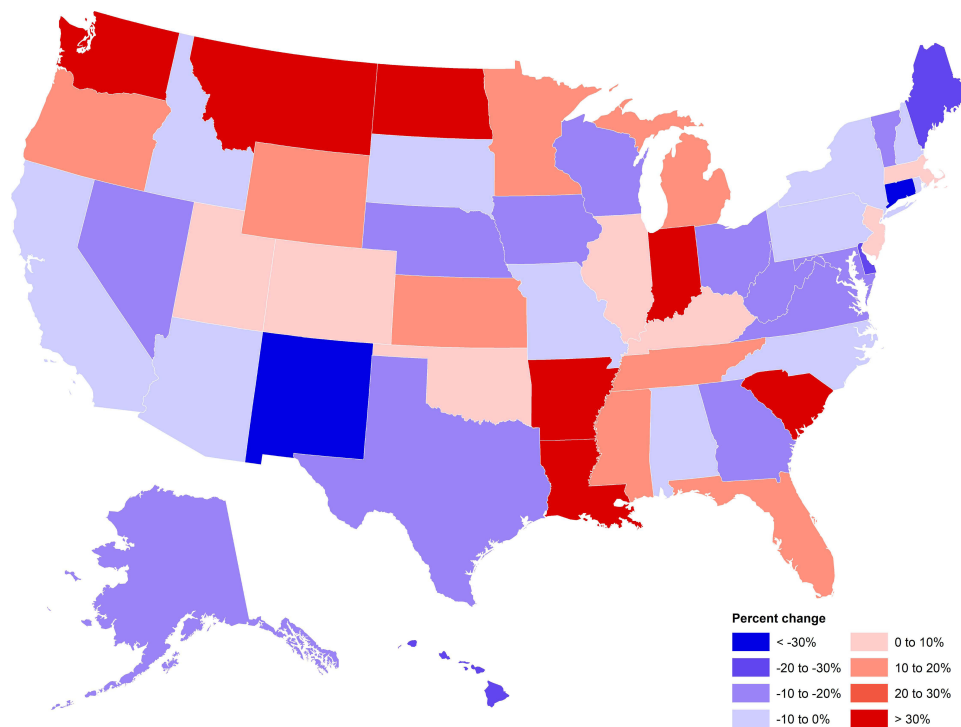 Percent change
< -30%
-20 to -30%
-10 to -20%
-10 to 0%
0 to 10%
10 to 20%
20 to 30%
> 30%